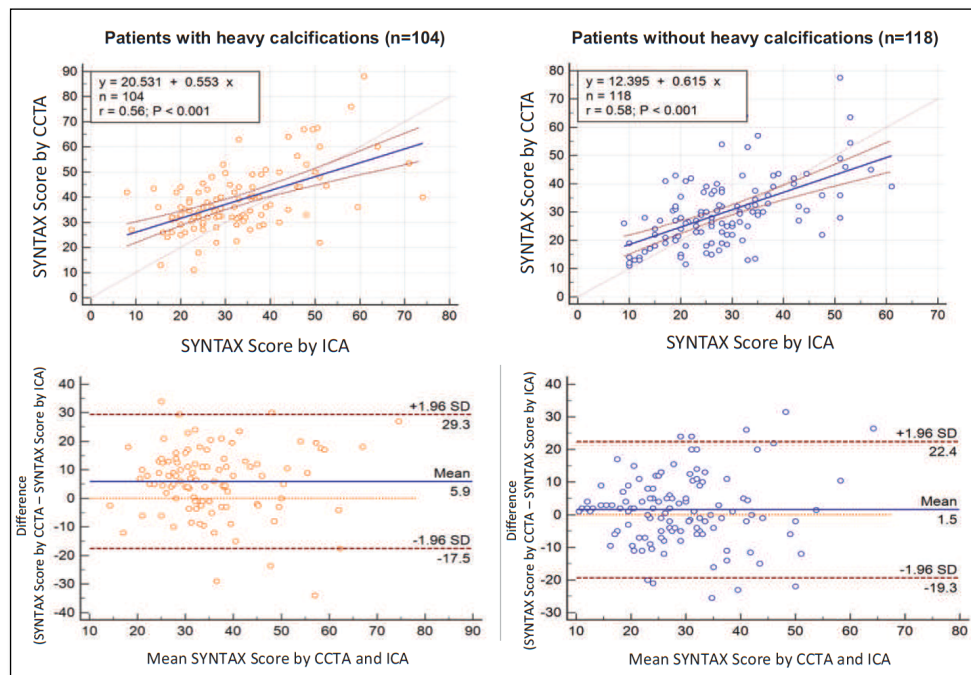 Patients with heavy calcifications (n=104)
Patients without heavy calcifications (n=118)
SYNTAX Score by CCTA
90
80
70
60
50
40
30
20
10
0
y = 20.531 + 0.553 x
n = 104
r = 0.56; P < 0.001
0 10 20 30 40 50 60 70 80
SYNTAX Score by ICA
SYNTAX Score by CCTA
80
70
60
50
40
30
20
10
0
y = 12.395 + 0.615 x
n = 118
r = 0.58; P < 0.001
0 10 20 30 40 50 60 70
SYNTAX Score by ICA
Difference
(SYNTAX Score by CCTA – SYNTAX Score by ICA)
40
30
20
10
0
-10
-20
-30
-40
+1.96 SD
29.3
Mean
5.9
-1.96 SD
-17.5
10 20 30 40 50 60 70 80 90
Mean SYNTAX Score by CCTA and ICA
Difference
(SYNTAX Score by CCTA – SYNTAX Score by ICA)
40
30
20
10
0
-10
-20
-30
+1.96 SD
22.4
Mean
1.5
-1.96 SD
-19.3
10 20 30 40 50 60 70 80
Mean SYNTAX Score by CCTA and ICA